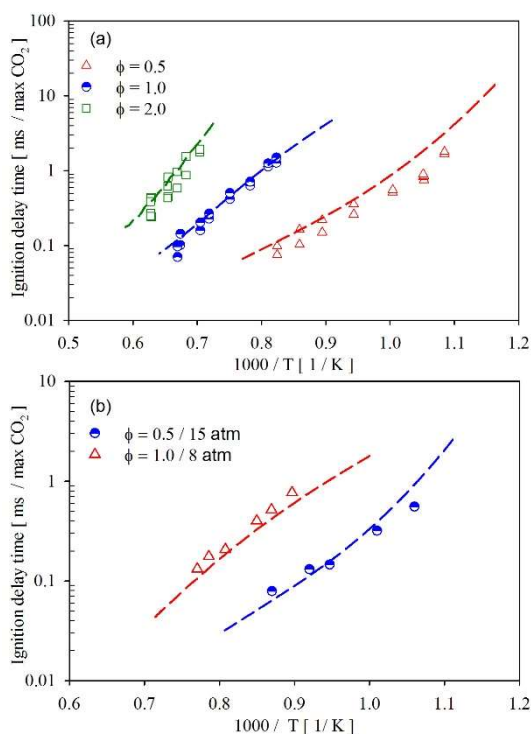 100
(a)
ϕ = 0.5
ϕ = 1.0
ϕ = 2.0
10
1
0.1
0.01
Ignition delay time [ ms / max CO₂ ]
0.5 0.6 0.7 0.8 0.9 1.0 1.1 1.2
1000 / T [ 1/ K ]
10
(b)
ϕ = 0.5 / 15 atm
ϕ = 1.0 / 8 atm
1
0.1
0.01
Ignition delay time [ ms / max CO₂ ]
0.6 0.7 0.8 0.9 1.0 1.1 1.2
1000 / T [ 1/ K ]